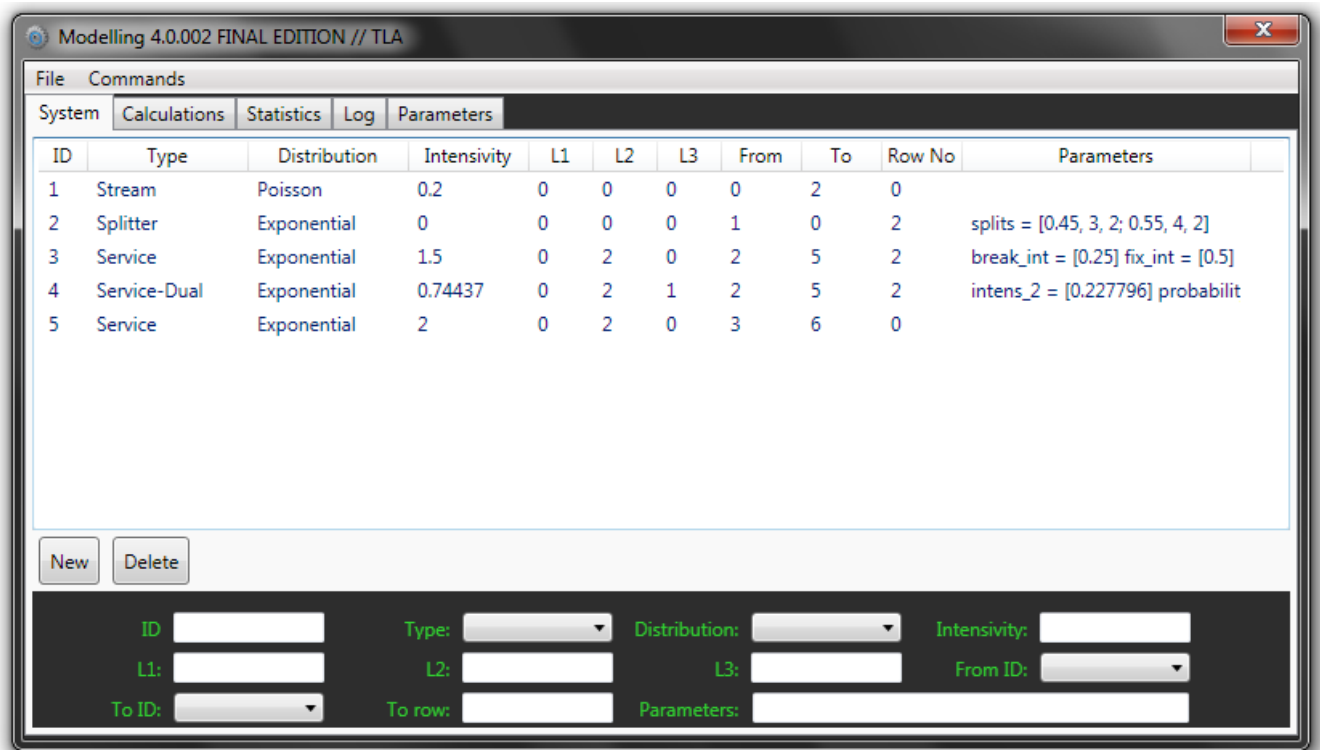 Modelling 4.0.002 FINAL EDITION // TLA
x
File Commands
System Calculations Statistics Log Parameters
ID Type Distribution Intensivity L1 L2 L3 From To Row No Parameters
1 Stream Poisson 0.2 0 0 0 0 2 0
2 Splitter Exponential 0 0 0 0 1 0 2 splits = [0.45, 3, 2; 0.55, 4, 2]
3 Service Exponential 1.5 0 2 0 2 5 2 break_int = [0.25] fix_int = [0.5]
4 Service-Dual Exponential 0.74437 0 2 1 2 5 2 intens_2 = [0.227796] probabilit
5 Service Exponential 2 0 2 0 3 6 0
New Delete
ID Type: Distribution: Intensivity:
L1: L2: L3: From ID:
To ID: To row: Parameters: